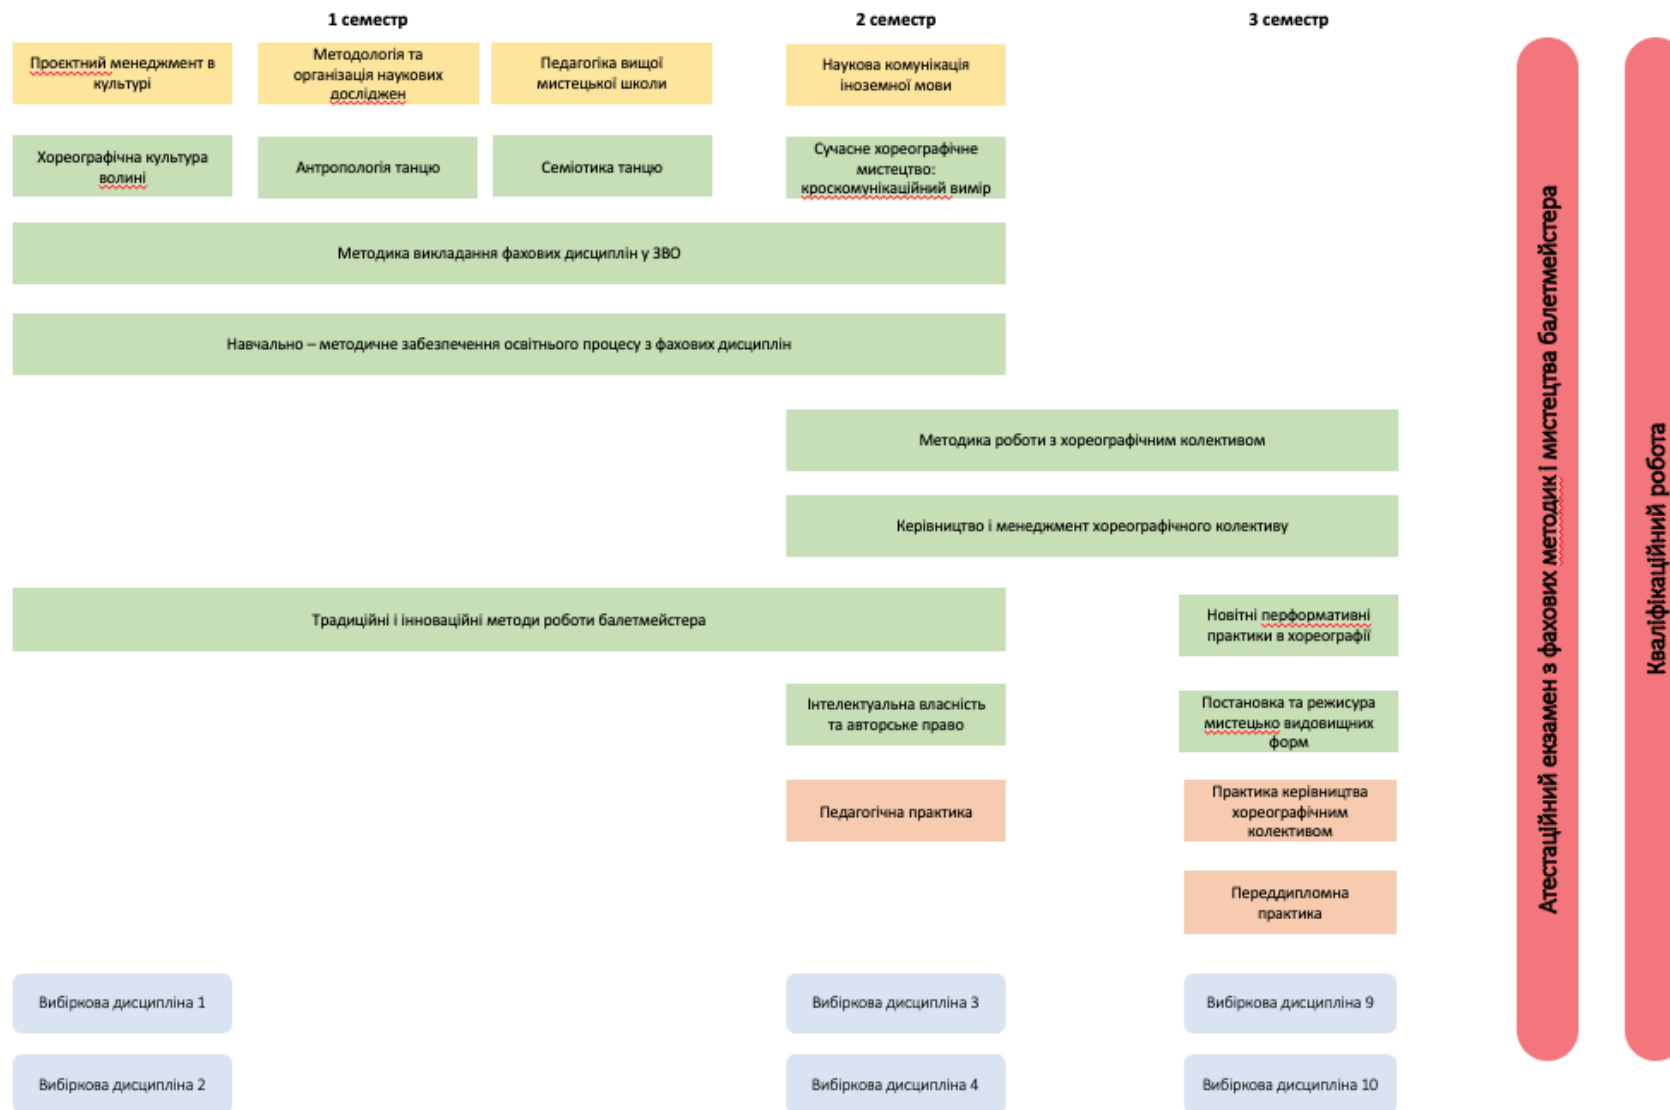 1 семестр
2 семестр
3 семестр
Проєктний менеджмент в
культурі
Методологія та
організація наукових
досліджен
Педагогіка вищої
мистецької школи
Наукова комунікація
іноземної мови
Хореографічна культура
волині
Антропологія танцю
Семіотика танцю
Сучасне хореографічне
мистецтво:
кроскомунікаційний вимір
Методика викладання фахових дисциплін у ЗВО
Навчально – методичне забезпечення освітнього процесу з фахових дисциплін
Методика роботи з хореографічним колективом
Керівництво і менеджмент хореографічного колективу
Традиційні і інноваційні методи роботи балетмейстера
Новітні перформативні
практики в хореографії
Інтелектуальна власність
та авторське право
Постановка та режисура
мистецько видовищних
форм
Педагогічна практика
Практика керівництва
хореографічним
колективом
Переддипломна
практика
Вибіркова дисципліна 1
Вибіркова дисципліна 3
Вибіркова дисципліна 9
Вибіркова дисципліна 2
Вибіркова дисципліна 4
Вибіркова дисципліна 10
Атестаційний екзамен з фахових методик і мистецтва балетмейстера
Кваліфікаційний робота